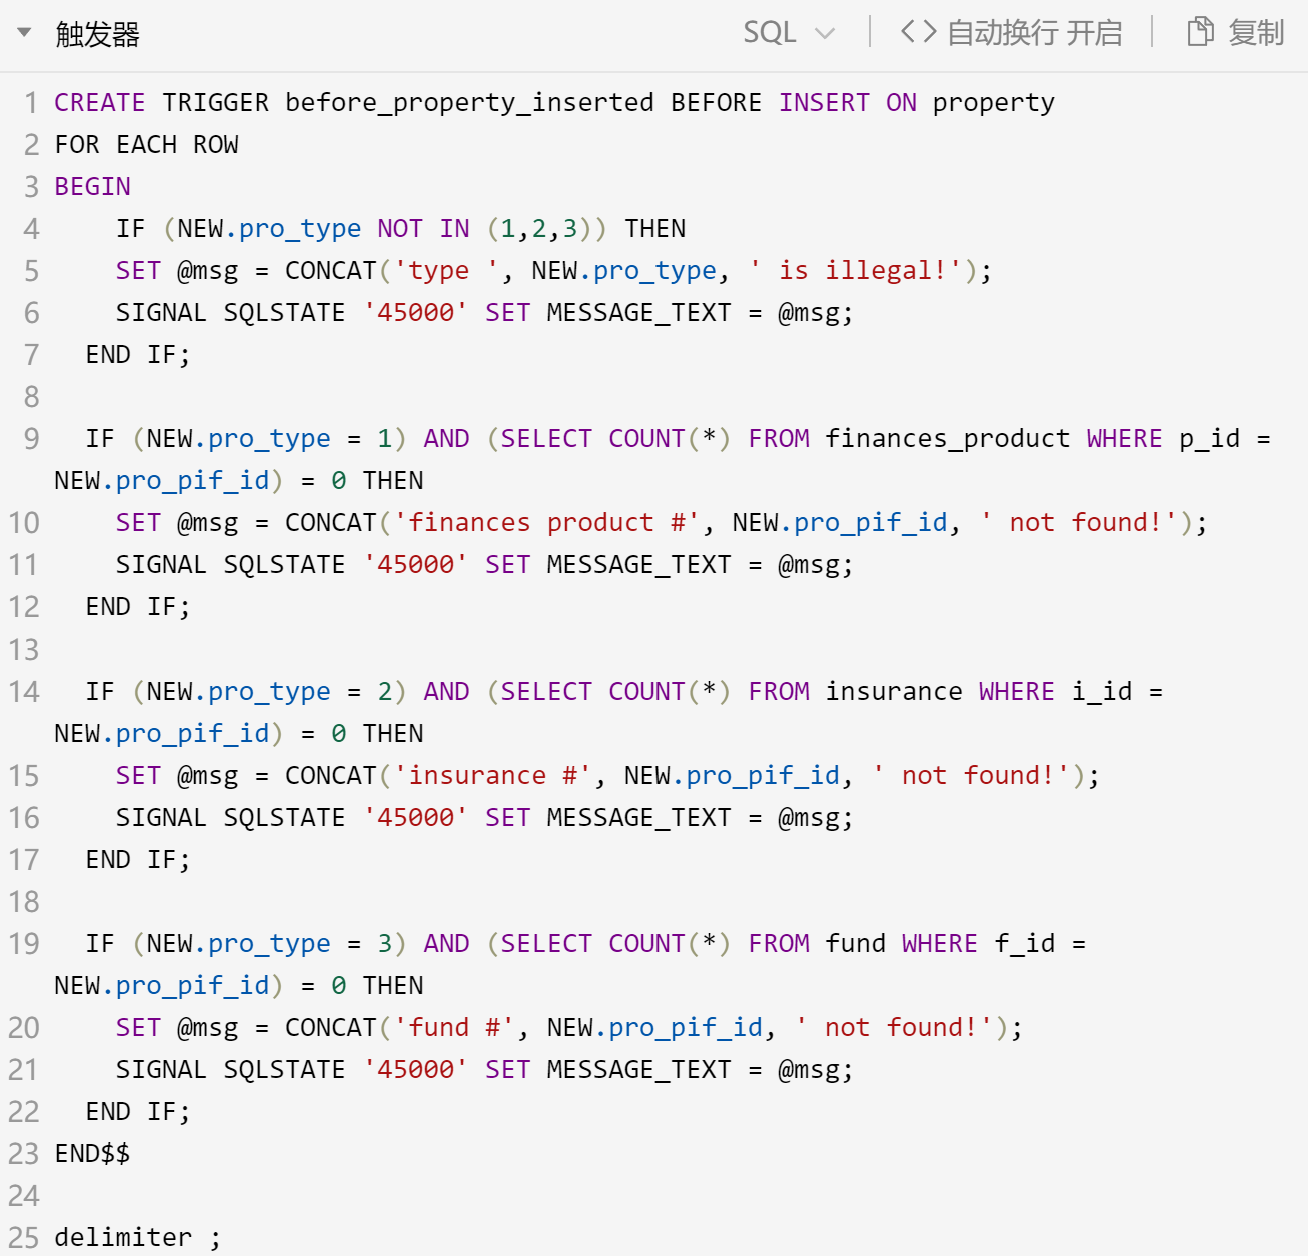 触发器 SQL 自动换行 开启 复制
1 CREATE TRIGGER before_property_inserted BEFORE INSERT ON property
2 FOR EACH ROW
3 BEGIN
4 IF (NEW.pro_type NOT IN (1,2,3)) THEN
5 SET @msg = CONCAT('type ', NEW.pro_type, ' is illegal!');
6 SIGNAL SQLSTATE '45000' SET MESSAGE_TEXT = @msg;
7 END IF;
8
9 IF (NEW.pro_type = 1) AND (SELECT COUNT(*) FROM finances_product WHERE p_id =
NEW.pro_pif_id) = 0 THEN
10 SET @msg = CONCAT('finances product #', NEW.pro_pif_id, ' not found!');
11 SIGNAL SQLSTATE '45000' SET MESSAGE_TEXT = @msg;
12 END IF;
13
14 IF (NEW.pro_type = 2) AND (SELECT COUNT(*) FROM insurance WHERE i_id =
NEW.pro_pif_id) = 0 THEN
15 SET @msg = CONCAT('insurance #', NEW.pro_pif_id, ' not found!');
16 SIGNAL SQLSTATE '45000' SET MESSAGE_TEXT = @msg;
17 END IF;
18
19 IF (NEW.pro_type = 3) AND (SELECT COUNT(*) FROM fund WHERE f_id =
NEW.pro_pif_id) = 0 THEN
20 SET @msg = CONCAT('fund #', NEW.pro_pif_id, ' not found!');
21 SIGNAL SQLSTATE '45000' SET MESSAGE_TEXT = @msg;
22 END IF;
23 END$$
24
25 delimiter ;